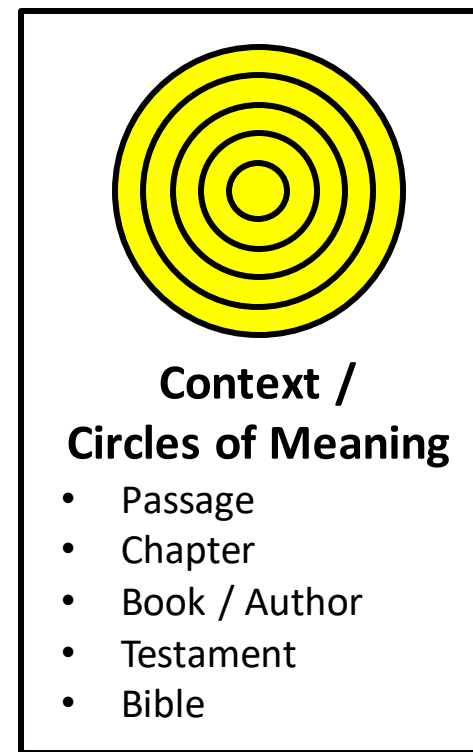 Context /
Circles of Meaning
• Passage
• Chapter
• Book / Author
• Testament
• Bible